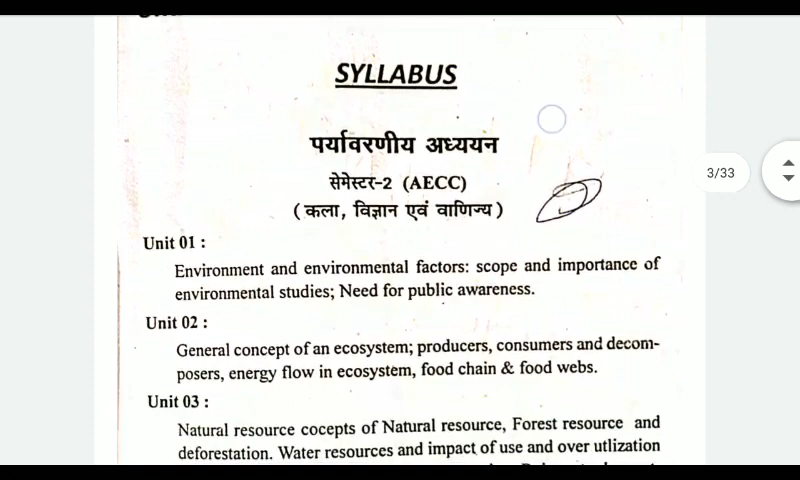 SYLLABUS
पर्यावरणीय अध्ययन
सेमेस्टर-2 (AECC)
(कला, विज्ञान एवं वाणिज्य)
3/33
Unit 01 :
Environment and environmental factors: scope and importance of
environmental studies; Need for public awareness.
Unit 02 :
General concept of an ecosystem; producers, consumers and decom-
posers, energy flow in ecosystem, food chain & food webs.
Unit 03 :
Natural resource cocepts of Natural resource, Forest resource and
deforestation. Water resources and impact of use and over utlization